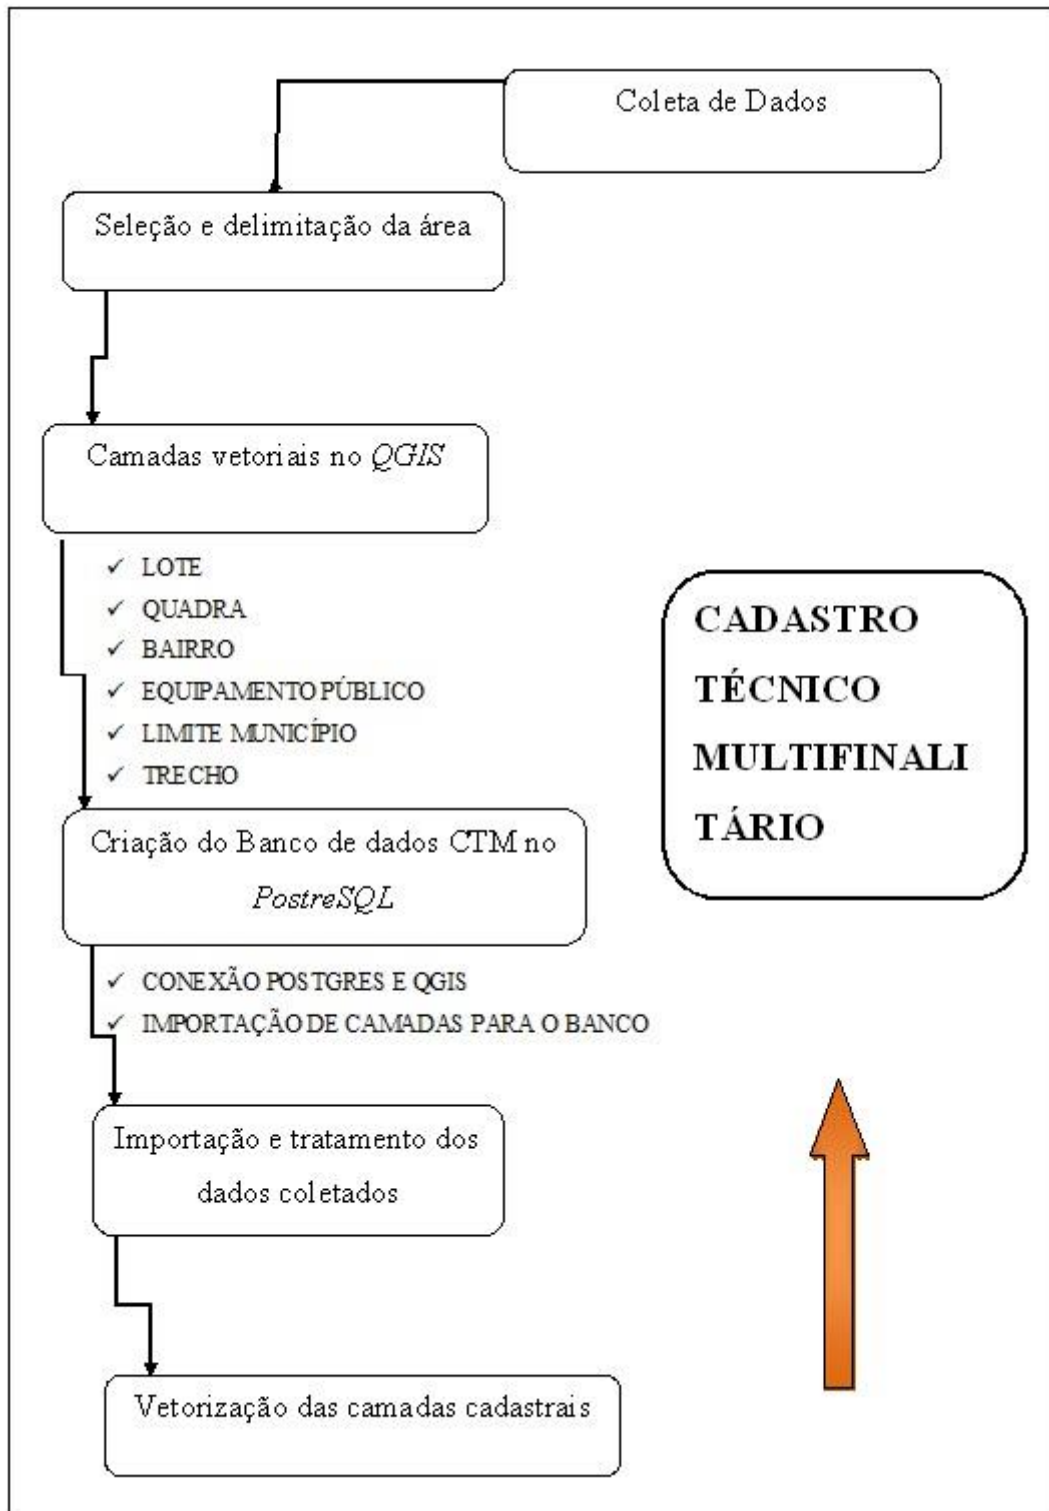 Coleta de Dados
Seleção e delimitação da área
Camadas vetoriais no QGIS
✓ LOTE
✓ QUADRA
✓ BAIRRO
✓ EQUIPAMENTO PÚBLICO
✓ LIMITE MUNICÍPIO
✓ TRECHO
Criação do Banco de dados CTM no
PostreSQL
✓ CONEXÃO POSTGRES E QGIS
✓ IMPORTAÇÃO DE CAMADAS PARA O BANCO
Importação e tratamento dos
dados coletados
Vetorização das camadas cadastrais
CADASTRO
TÉCNICO
MULTIFINALI
TÁRIO